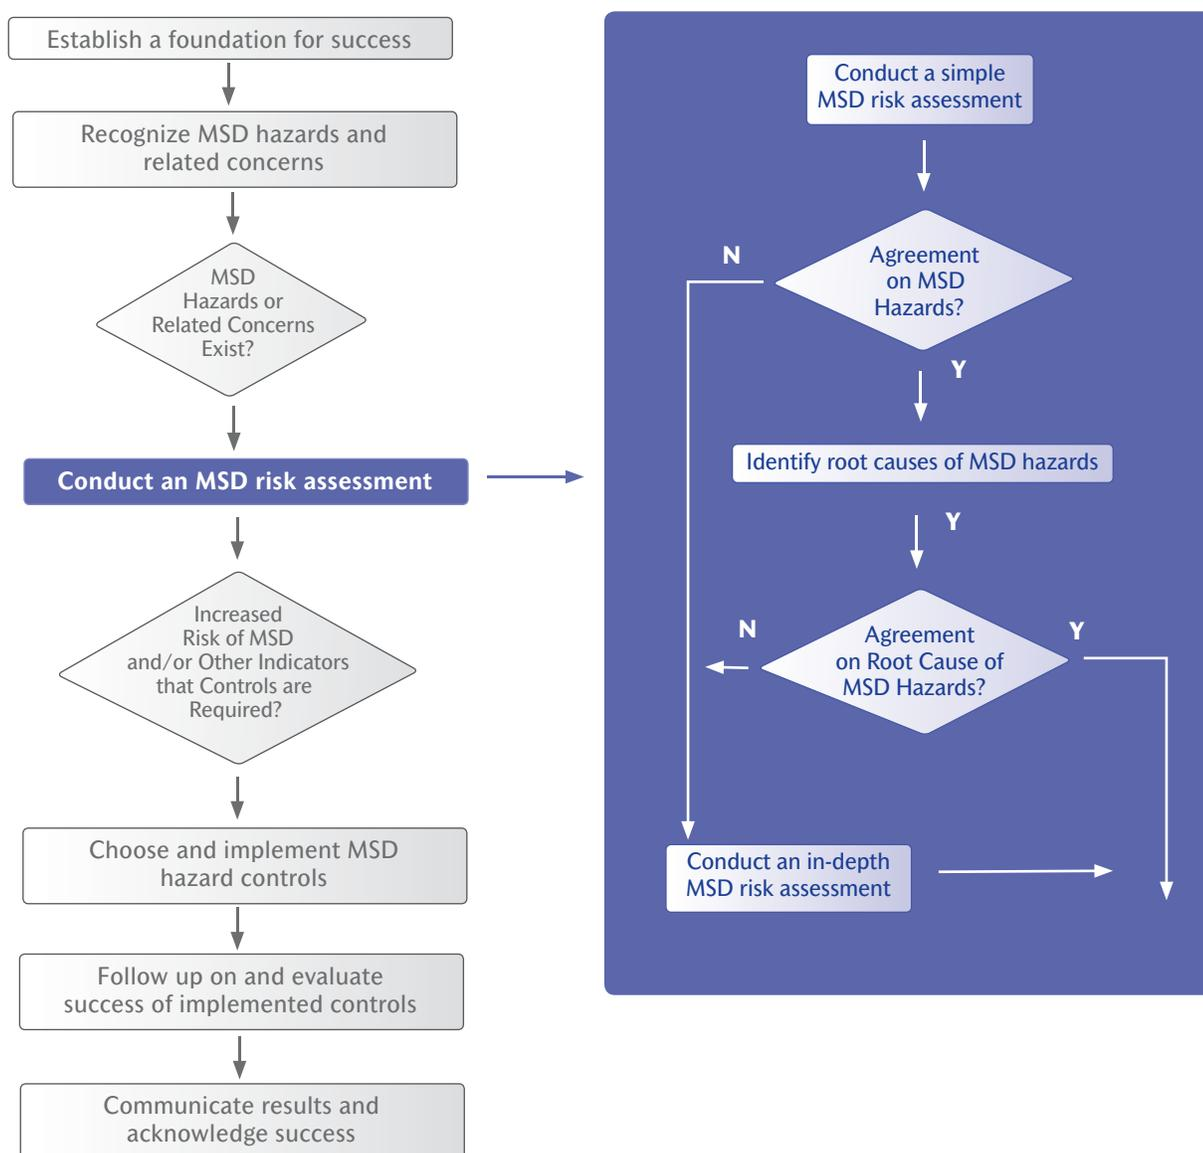 Establish a foundation for success
Recognize MSD hazards and
related concerns
MSD
Hazards or
Related Concerns
Exist?
Conduct an MSD risk assessment
Increased
Risk of MSD
and/or Other Indicators
that Controls are
Required?
Choose and implement MSD
hazard controls
Follow up on and evaluate
success of implemented controls
Communicate results and
acknowledge success
Conduct a simple
MSD risk assessment
N
Agreement
on MSD
Hazards?
Y
Identify root causes of MSD hazards
Y
N
Agreement
on Root Cause of
MSD Hazards?
Y
Conduct an in-depth
MSD risk assessment